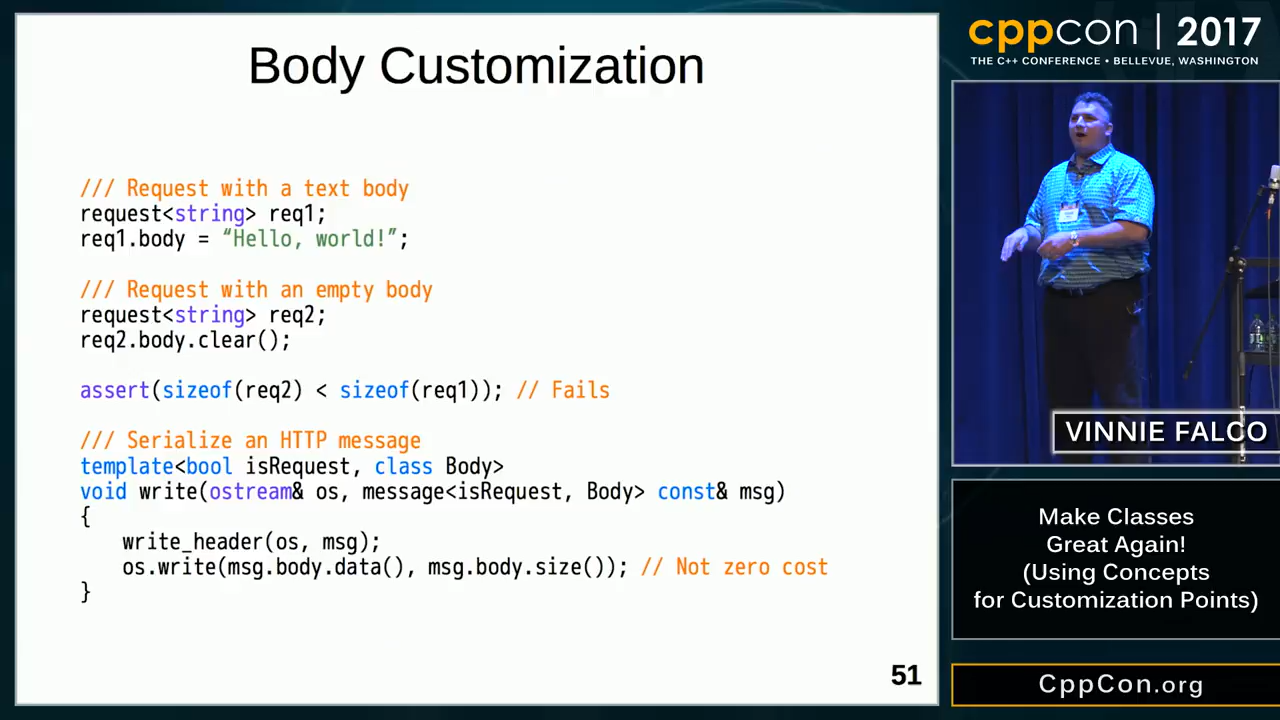 Body Customization
/// Request with a text body
request<string> req1;
req1.body = “Hello, world!”;
/// Request with an empty body
request<string> req2;
req2.body.clear();
assert(sizeof(req2) < sizeof(req1)); // Fails
/// Serialize an HTTP message
template<bool isRequest, class Body>
void write(ostream& os, message<isRequest, Body> const& msg)
{
write_header(os, msg);
os.write(msg.body.data(), msg.body.size()); // Not zero cost
}
51
cppcon | 2017
THE C++ CONFERENCE • BELLEVUE, WASHINGTON
VINNIE FALCO
Make Classes
Great Again!
(Using Concepts
for Customization Points)
CppCon.org